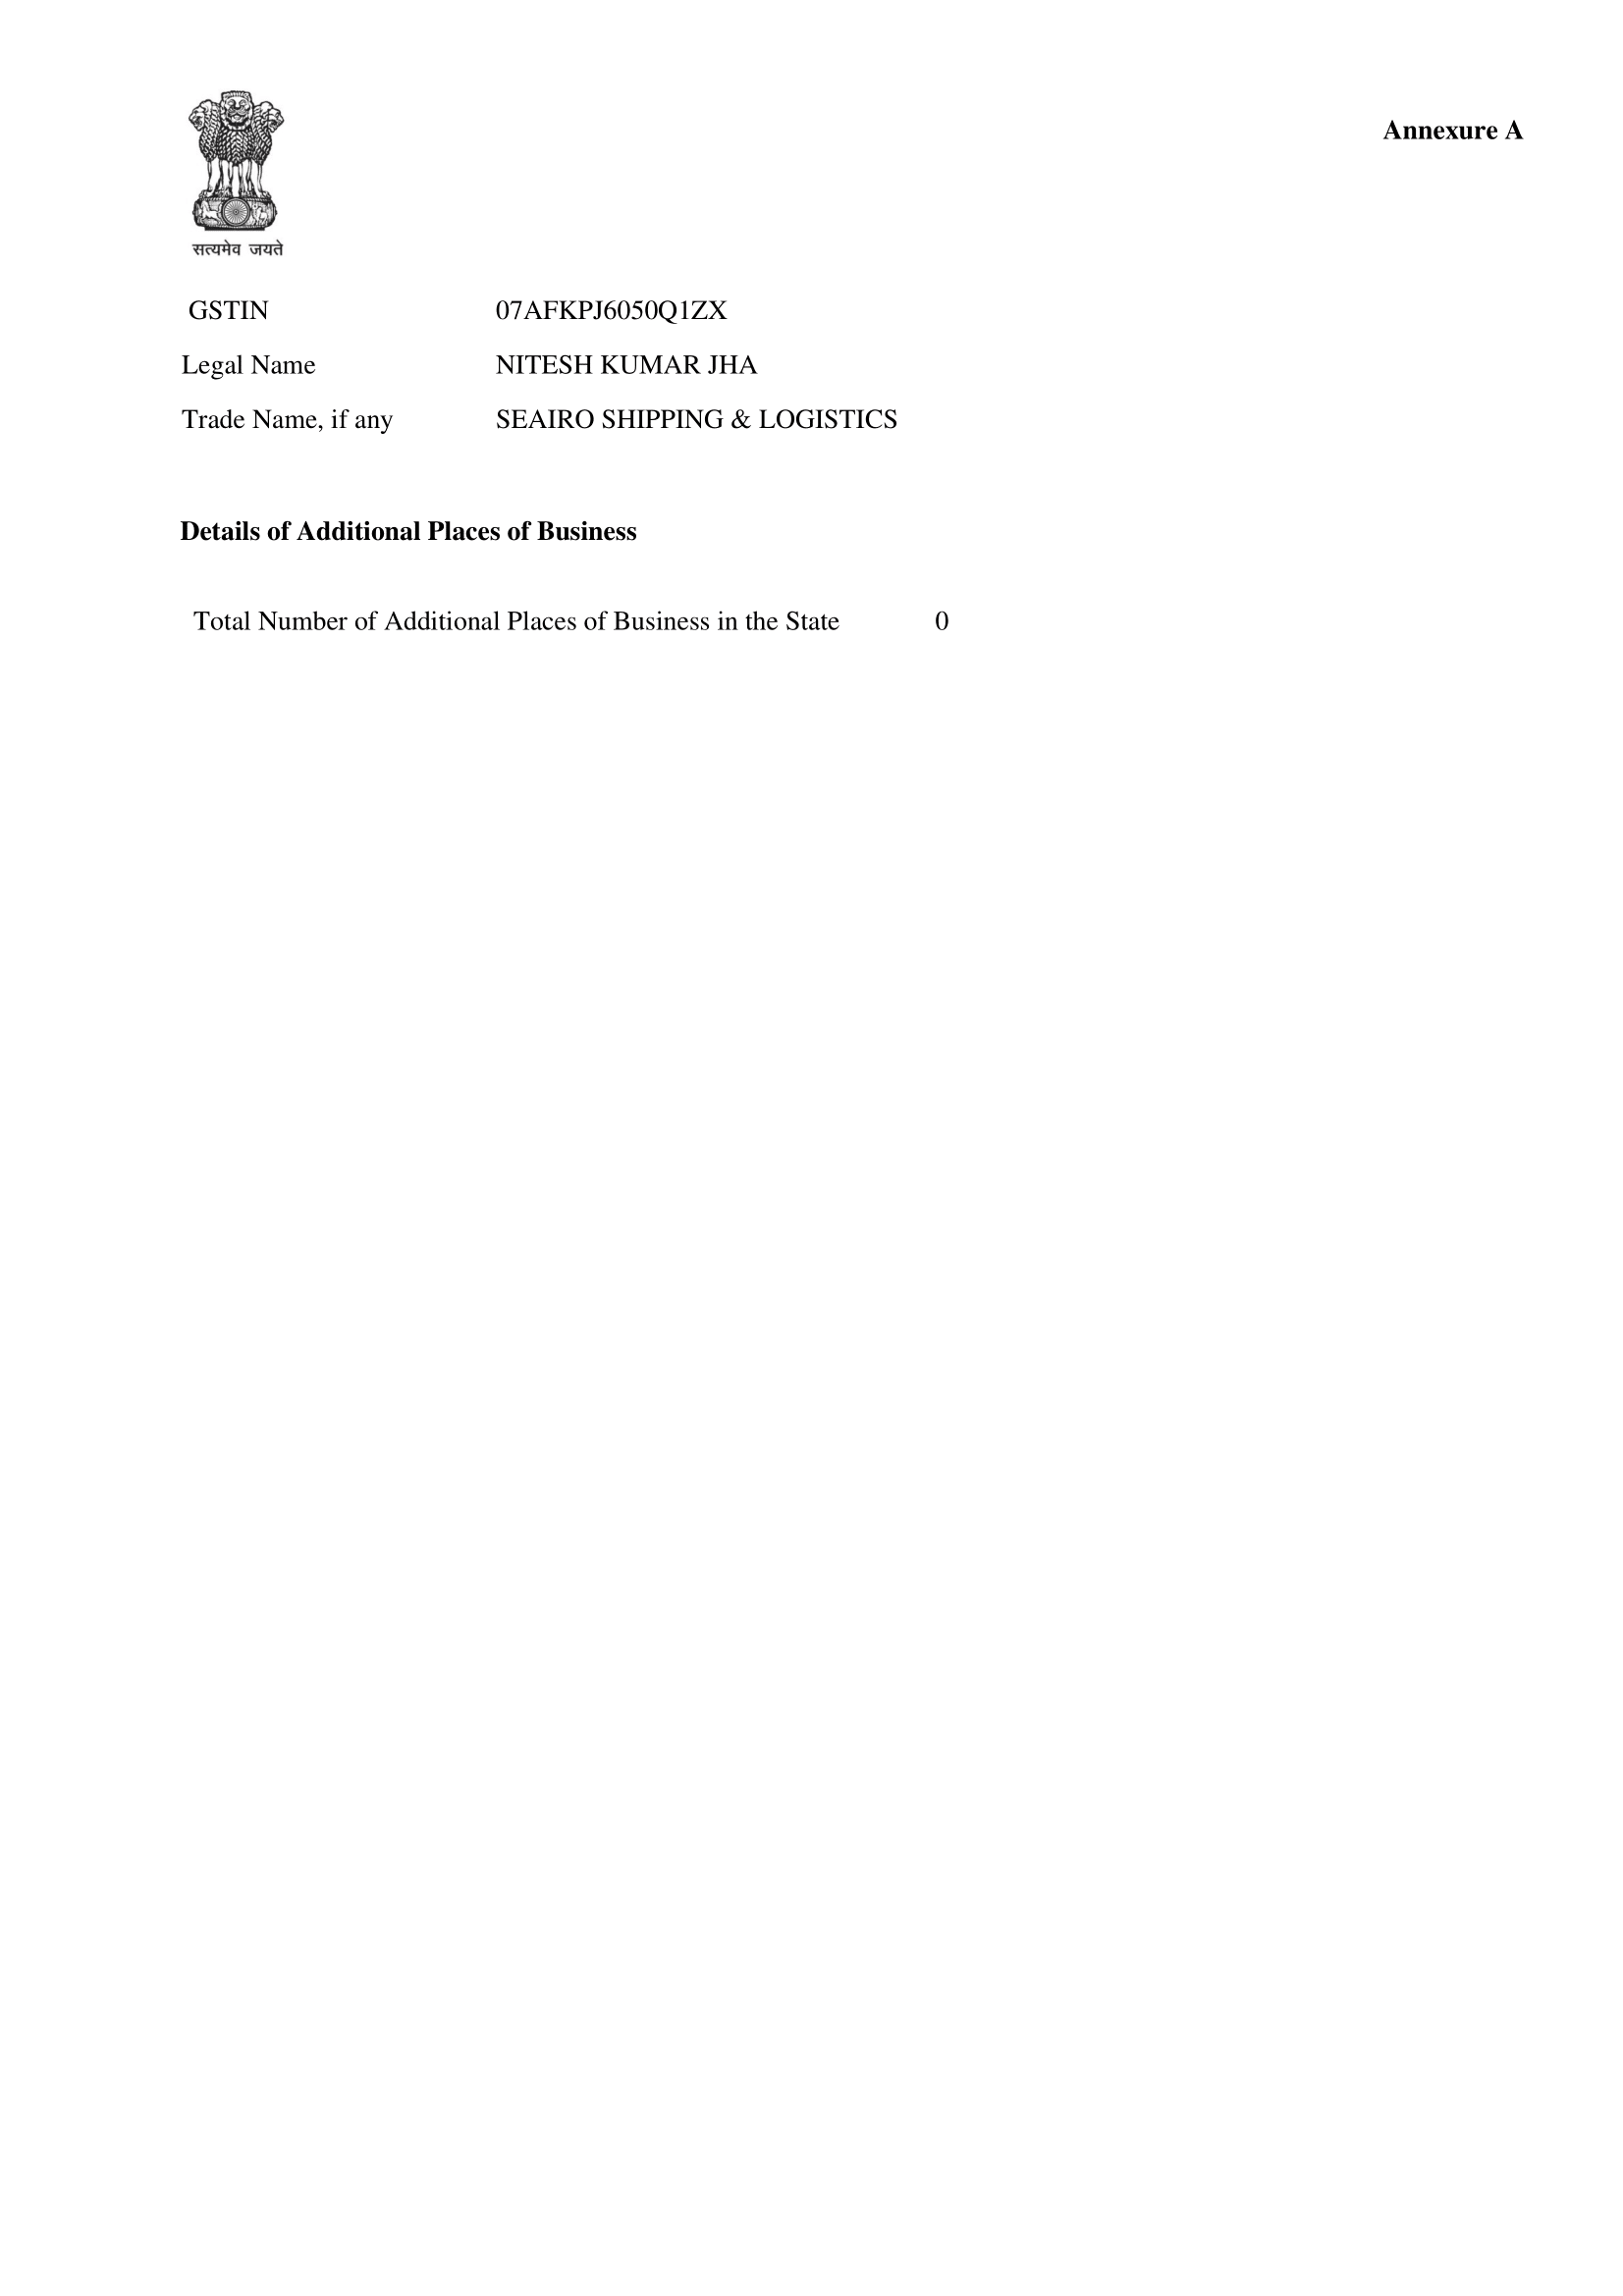 Annexure A
सत्यमेव जयते
GSTIN 07AFKPJ6050Q1ZX
Legal Name NITESH KUMAR JHA
Trade Name, if any SEAIRO SHIPPING & LOGISTICS
Details of Additional Places of Business
Total Number of Additional Places of Business in the State 0